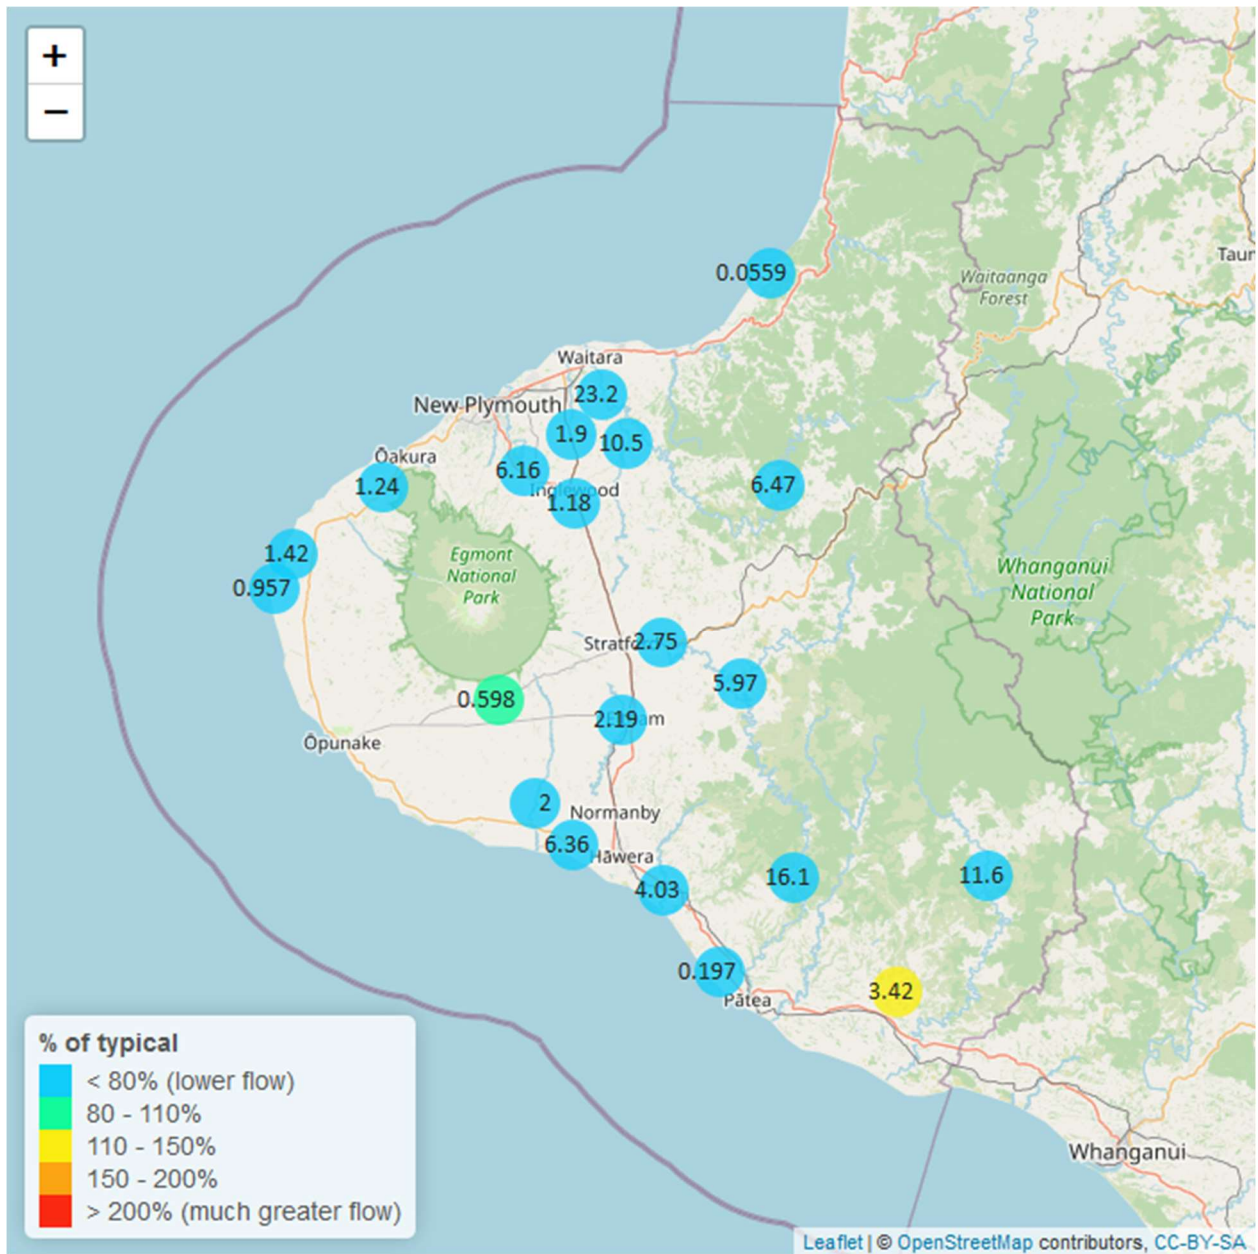 +
−
Taur
Waitaanga
Forest
0.0559
Waitara
23.2
New Plymouth
1.9
10.5
Ōakura
6.16
6.47
1.24
Inglewood
1.18
1.42
Egmont
National
Park
0.957
Whanganui
National
Park
Stratfo
2.75
5.97
0.598
2.19
am
Ōpunake
2
Normanby
6.36
Hāwera
4.03
16.1
11.6
0.197
Pātea
3.42
% of typical
< 80% (lower flow)
80 - 110%
110 - 150%
150 - 200%
> 200% (much greater flow)
Whanganui
Leaflet | © OpenStreetMap contributors, CC-BY-SA